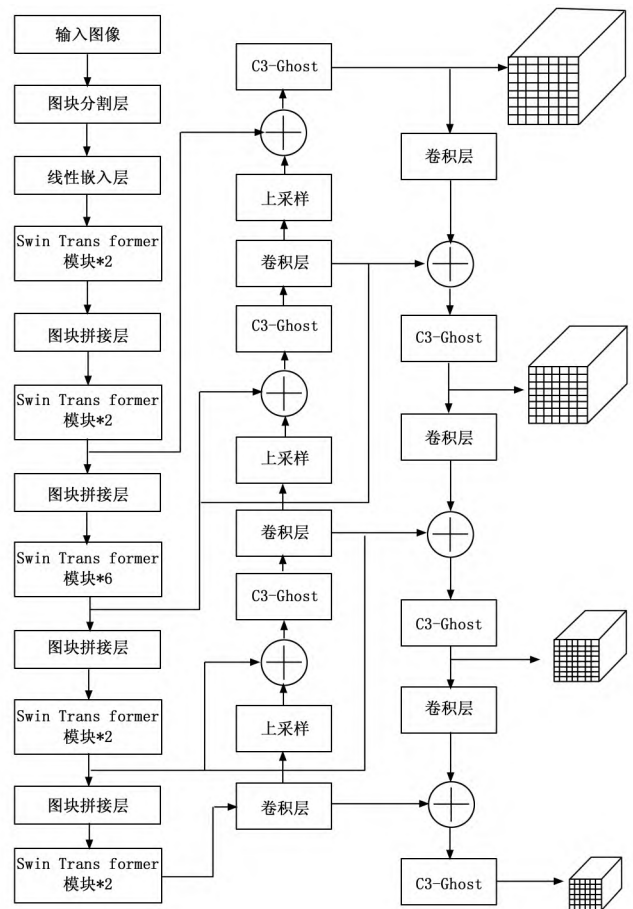 输入图像
图块分割层
线性嵌入层
Swin Trans former
模块*2
图块拼接层
Swin Trans former
模块*2
图块拼接层
Swin Trans former
模块*6
图块拼接层
Swin Trans former
模块*2
图块拼接层
Swin Trans former
模块*2
C3-Ghost
上采样
卷积层
C3-Ghost
上采样
卷积层
C3-Ghost
上采样
卷积层
卷积层
C3-Ghost
卷积层
C3-Ghost
卷积层
C3-Ghost